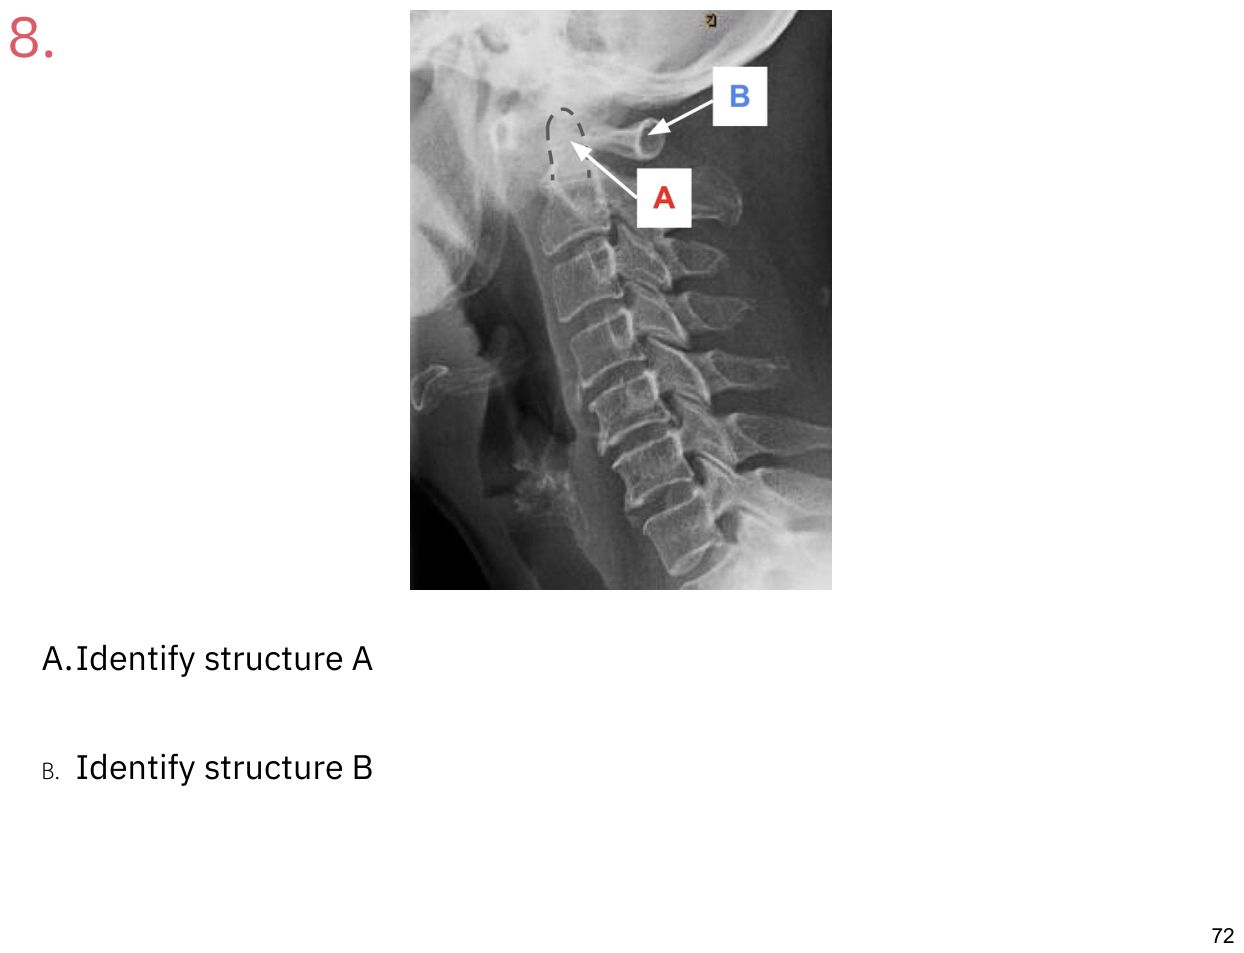 8.
B
A
A. Identify structure A
B. Identify structure B
72